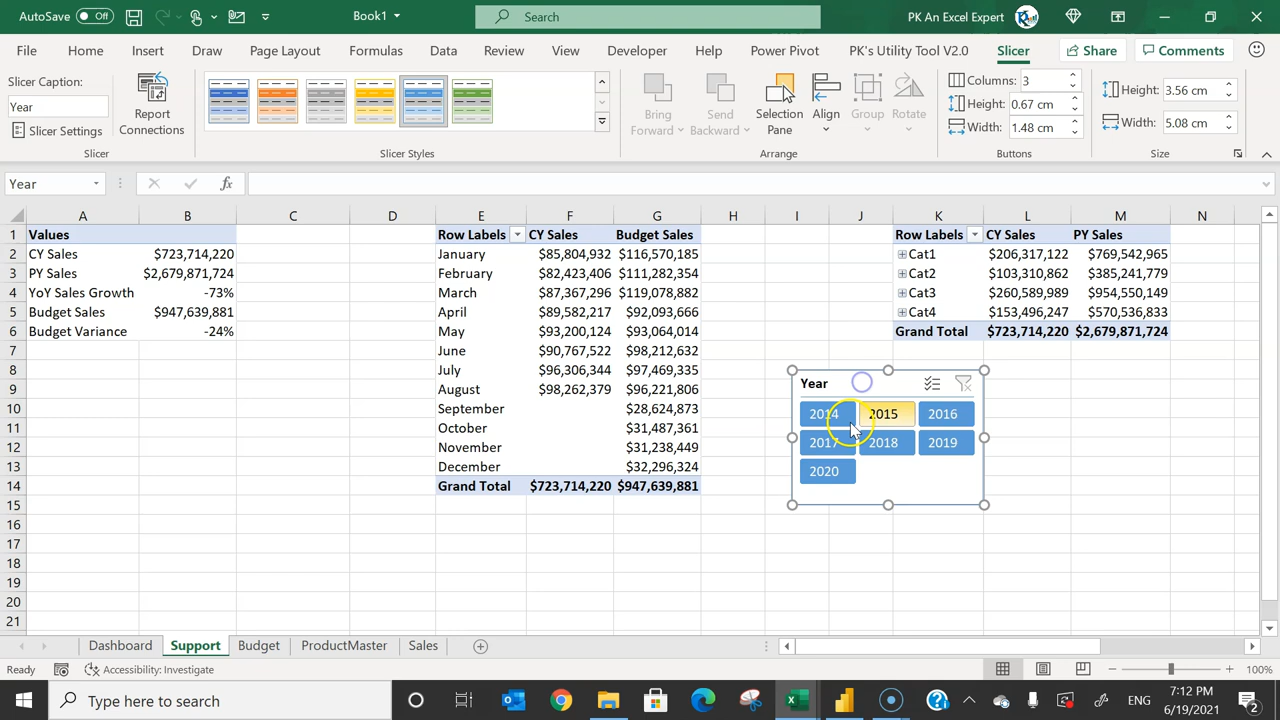 AutoSave Off
Book1
Search
PK An Excel Expert
File Home Insert Draw Page Layout Formulas Data Review View Developer Help Power Pivot PK's Utility Tool V2.0 Slicer Share Comments
Slicer Caption:
Year
Slicer Settings
Report Connections
Slicer
Slicer Styles
Bring Forward
Send Backward
Selection Pane
Align
Group
Rotate
Arrange
Columns: 3
Height: 0.67 cm
Width: 1.48 cm
Buttons
Height: 3.56 cm
Width: 5.08 cm
Size
Year
fx
A B C D E F G H I J K L M N
1 Values Row Labels CY Sales Budget Sales Row Labels CY Sales PY Sales
2 CY Sales $723,714,220 January $85,804,932 $116,570,185 Cat1 $206,317,122 $769,542,965
3 PY Sales $2,679,871,724 February $82,423,406 $111,282,354 Cat2 $103,310,862 $385,241,779
4 YoY Sales Growth -73% March $87,367,296 $119,078,882 Cat3 $260,589,989 $954,550,149
5 Budget Sales $947,639,881 April $89,582,217 $92,093,666 Cat4 $153,496,247 $570,536,833
6 Budget Variance -24% May $93,200,124 $93,064,014 Grand Total $723,714,220 $2,679,871,724
7 June $90,767,522 $98,212,632
8 July $96,306,344 $97,469,335
9 August $98,262,379 $96,221,806
10 September $28,624,873
11 October $31,487,361
12 November $31,238,449
13 December $32,296,324
14 Grand Total $723,714,220 $947,639,881
15
16
17
18
19
20
21
Year
2014 2015 2016
2017 2018 2019
2020
Dashboard Support Budget ProductMaster Sales
Ready
Accessibility: Investigate
100%
Type here to search
ENG
7:12 PM
6/19/2021
2